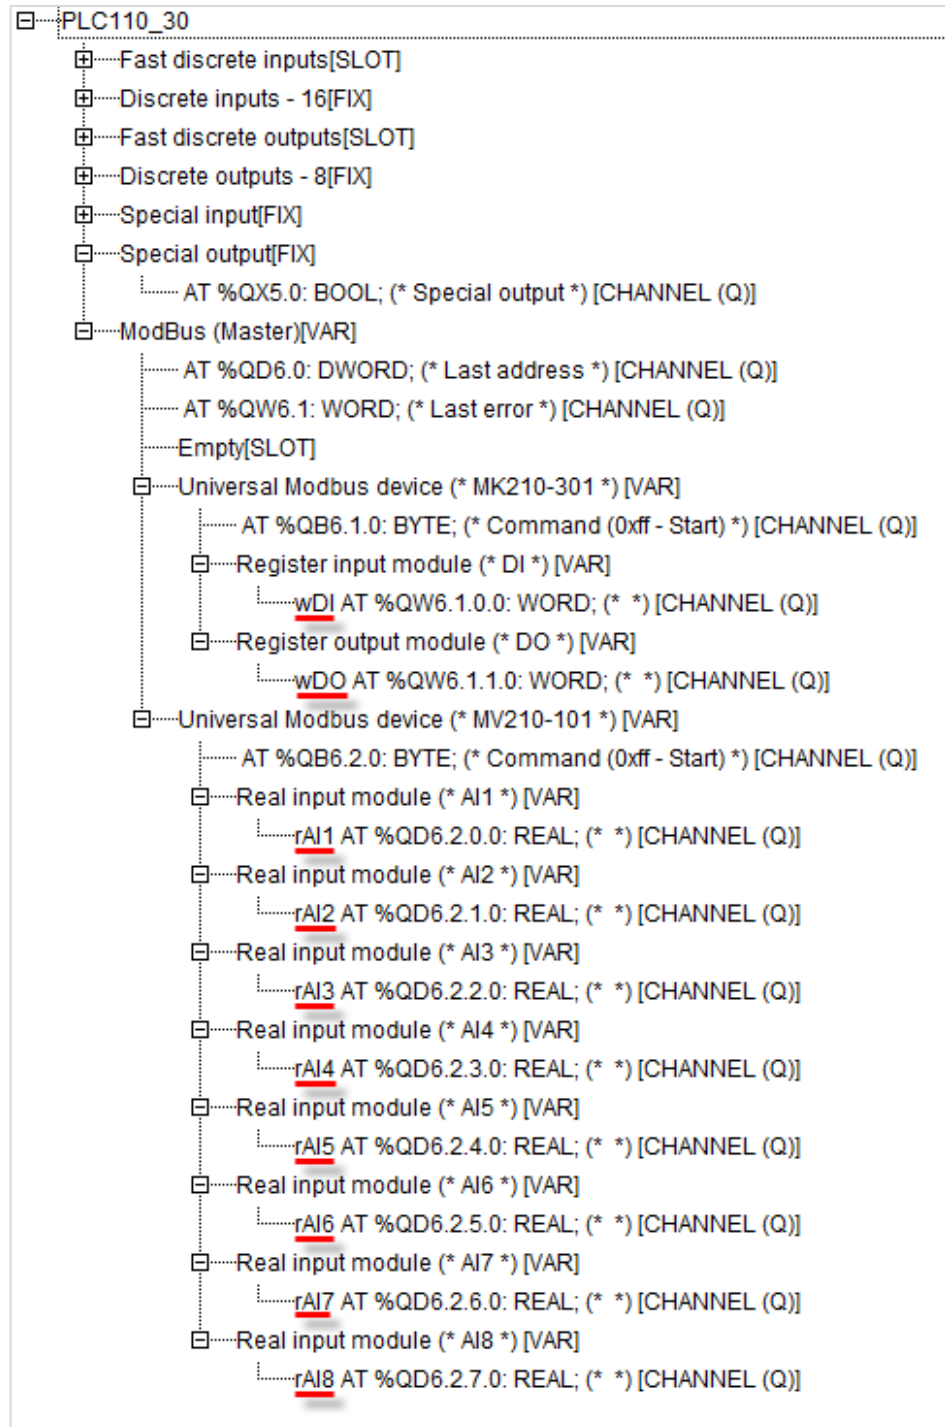 PLC110_30
Fast discrete inputs[SLOT]
Discrete inputs - 16[FIX]
Fast discrete outputs[SLOT]
Discrete outputs - 8[FIX]
Special input[FIX]
Special output[FIX]
AT %QX5.0: BOOL; (* Special output *) [CHANNEL (Q)]
ModBus (Master)[VAR]
AT %QD6.0: DWORD; (* Last address *) [CHANNEL (Q)]
AT %QW6.1: WORD; (* Last error *) [CHANNEL (Q)]
Empty[SLOT]
Universal Modbus device (* MK210-301 *) [VAR]
AT %QB6.1.0: BYTE; (* Command (0xff - Start) *) [CHANNEL (Q)]
Register input module (* DI *) [VAR]
wDI AT %QW6.1.0.0: WORD; (*  *) [CHANNEL (Q)]
Register output module (* DO *) [VAR]
wDO AT %QW6.1.1.0: WORD; (*  *) [CHANNEL (Q)]
Universal Modbus device (* MV210-101 *) [VAR]
AT %QB6.2.0: BYTE; (* Command (0xff - Start) *) [CHANNEL (Q)]
Real input module (* AI1 *) [VAR]
rAI1 AT %QD6.2.0.0: REAL; (*  *) [CHANNEL (Q)]
Real input module (* AI2 *) [VAR]
rAI2 AT %QD6.2.1.0: REAL; (*  *) [CHANNEL (Q)]
Real input module (* AI3 *) [VAR]
rAI3 AT %QD6.2.2.0: REAL; (*  *) [CHANNEL (Q)]
Real input module (* AI4 *) [VAR]
rAI4 AT %QD6.2.3.0: REAL; (*  *) [CHANNEL (Q)]
Real input module (* AI5 *) [VAR]
rAI5 AT %QD6.2.4.0: REAL; (*  *) [CHANNEL (Q)]
Real input module (* AI6 *) [VAR]
rAI6 AT %QD6.2.5.0: REAL; (*  *) [CHANNEL (Q)]
Real input module (* AI7 *) [VAR]
rAI7 AT %QD6.2.6.0: REAL; (*  *) [CHANNEL (Q)]
Real input module (* AI8 *) [VAR]
rAI8 AT %QD6.2.7.0: REAL; (*  *) [CHANNEL (Q)]